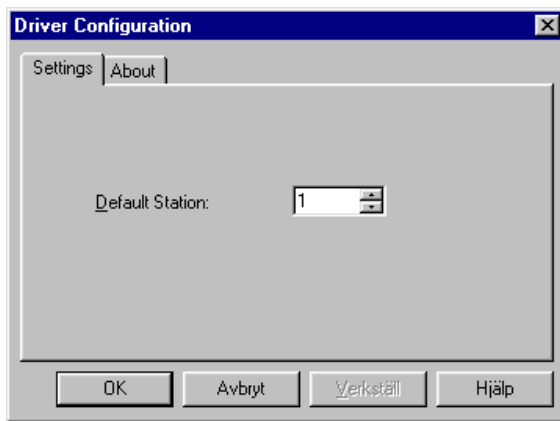 Driver Configuration
Settings About
Default Station: 1
OK Avbryt Verkställ Hjälp